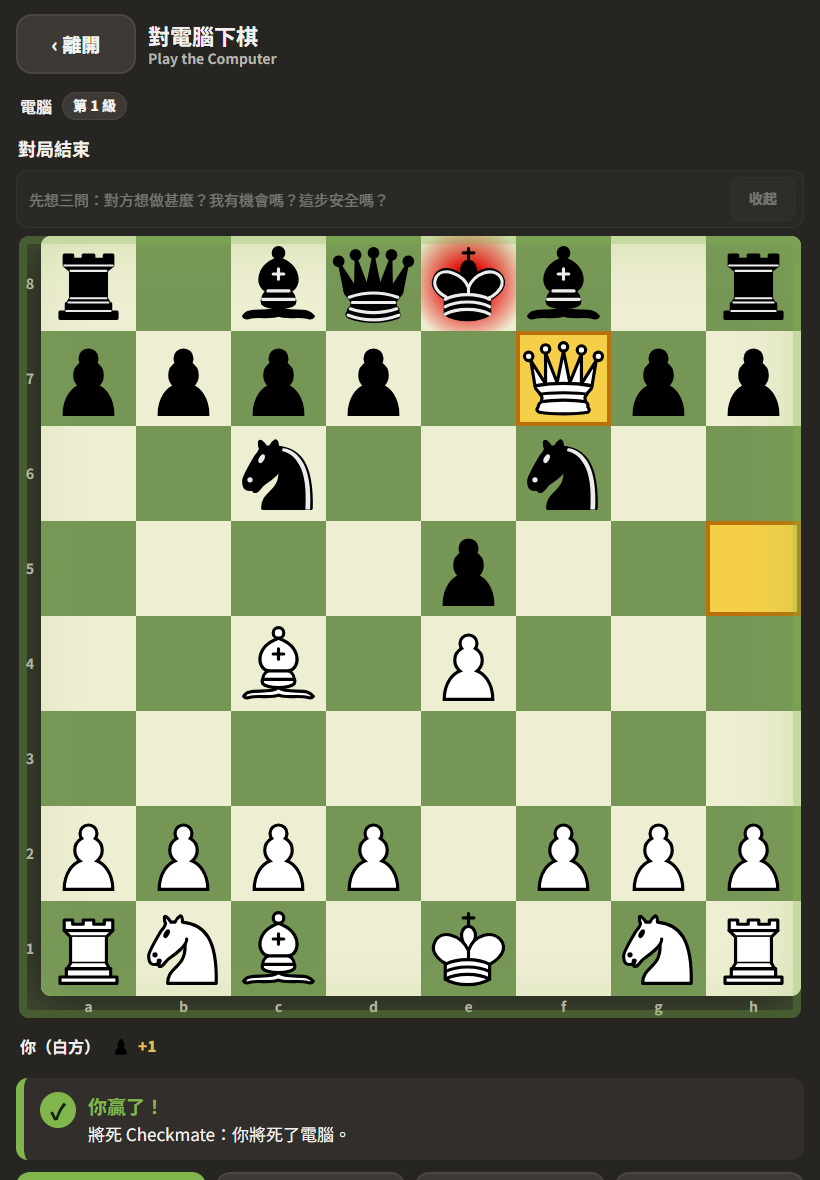 ‹ 離開
對電腦下棋
Play the Computer
電腦 第 1 級
對局結束
先想三問：對方想做甚麼？我有機會嗎？這步安全嗎？ 收起
8
7
6
5
4
3
2
1
a b c d e f g h
你（白方） +1
你贏了！
將死 Checkmate：你將死了電腦。